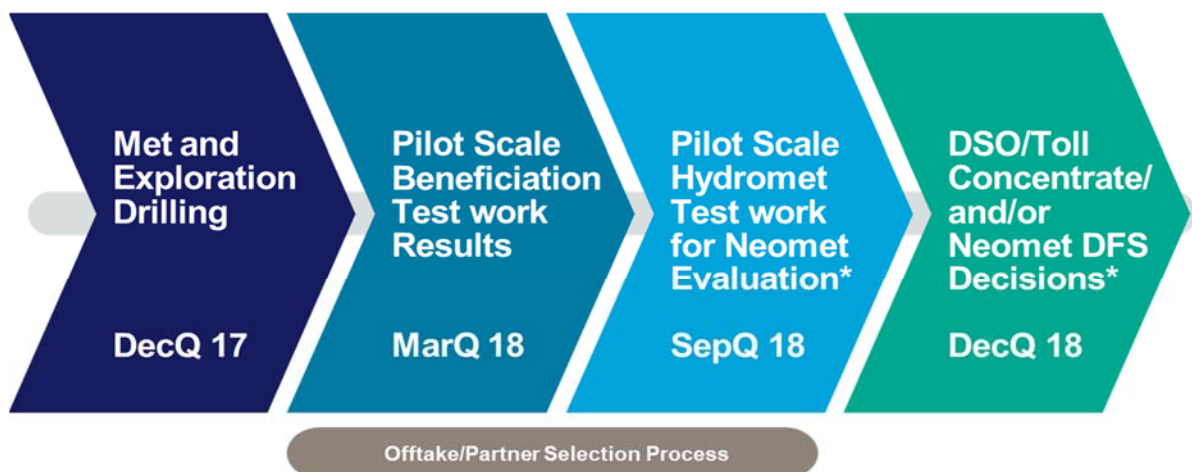 Met and
Exploration
Drilling
DecQ 17
Pilot Scale
Beneficiation
Test work
Results
MarQ 18
Pilot Scale
Hydromet
Test work
for Neomet
Evaluation*
SepQ 18
DSO/Toll
Concentrate/
and/or
Neomet DFS
Decisions*
DecQ 18
Offtake/Partner Selection Process